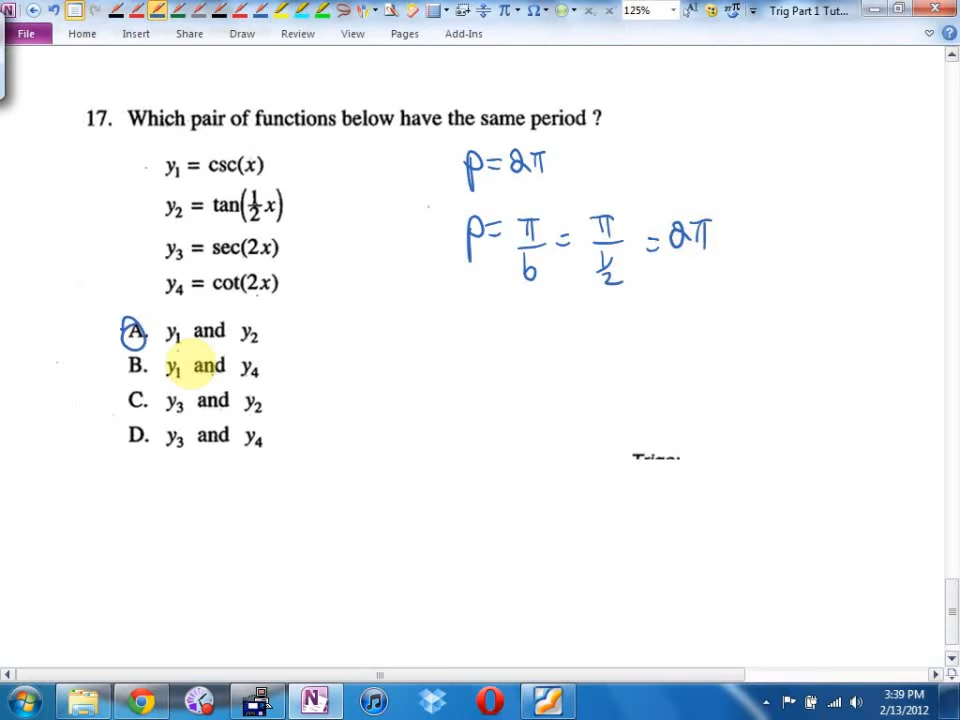 125% Trig Part 1 Tut...
File Home Insert Share Draw Review View Pages Add-Ins
17. Which pair of functions below have the same period ?
y₁ = csc(x)
p = 2π
y₂ = tan(½x)
p = π/b = π/½ = 2π
y₃ = sec(2x)
y₄ = cot(2x)
A. y₁ and y₂
B. y₁ and y₄
C. y₃ and y₂
D. y₃ and y₄
3:39 PM
2/13/2012